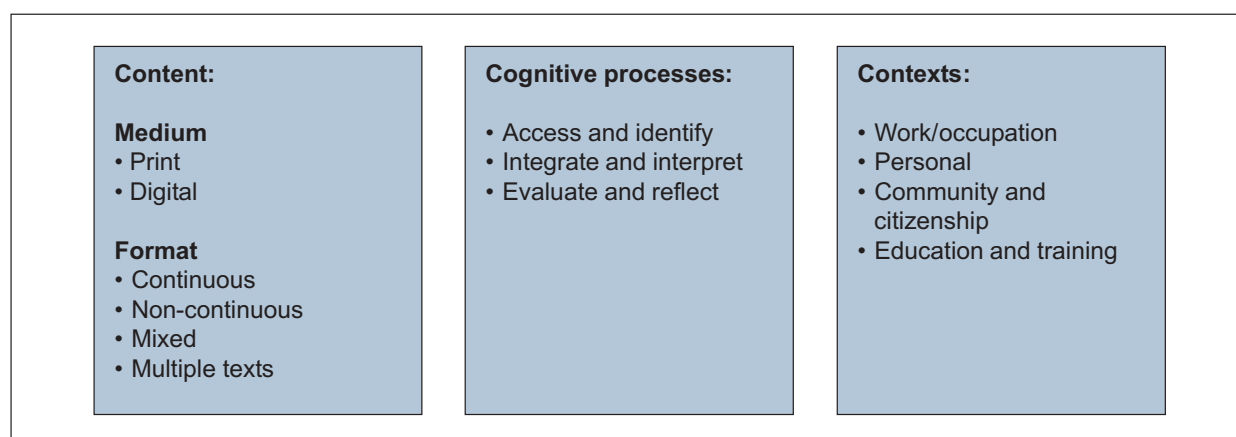 Content:
Medium
• Print
• Digital
Format
• Continuous
• Non-continuous
• Mixed
• Multiple texts
Cognitive processes:
• Access and identify
• Integrate and interpret
• Evaluate and reflect
Contexts:
• Work/occupation
• Personal
• Community and
citizenship
• Education and training